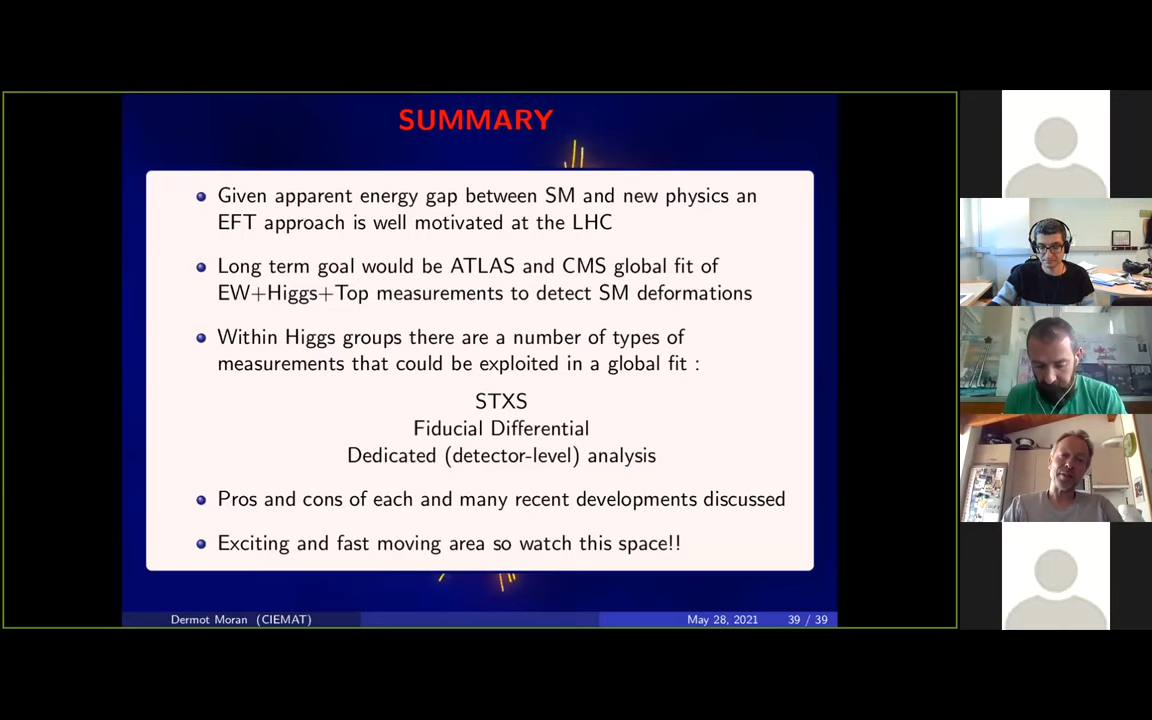 SUMMARY
Given apparent energy gap between SM and new physics an
EFT approach is well motivated at the LHC
Long term goal would be ATLAS and CMS global fit of
EW+Higgs+Top measurements to detect SM deformations
Within Higgs groups there are a number of types of
measurements that could be exploited in a global fit :
STXS
Fiducial Differential
Dedicated (detector-level) analysis
Pros and cons of each and many recent developments discussed
Exciting and fast moving area so watch this space!!
Dermot Moran (CIEMAT)
May 28, 2021
39 / 39